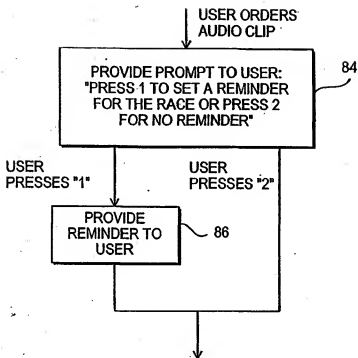 USER ORDERS
AUDIO CLIP
PROVIDE PROMPT TO USER:
"PRESS 1 TO SET A REMINDER
FOR THE RACE OR PRESS 2
FOR NO REMINDER"
84
USER
PRESSES "1"
USER
PRESSES "2"
PROVIDE
REMINDER TO
USER
86